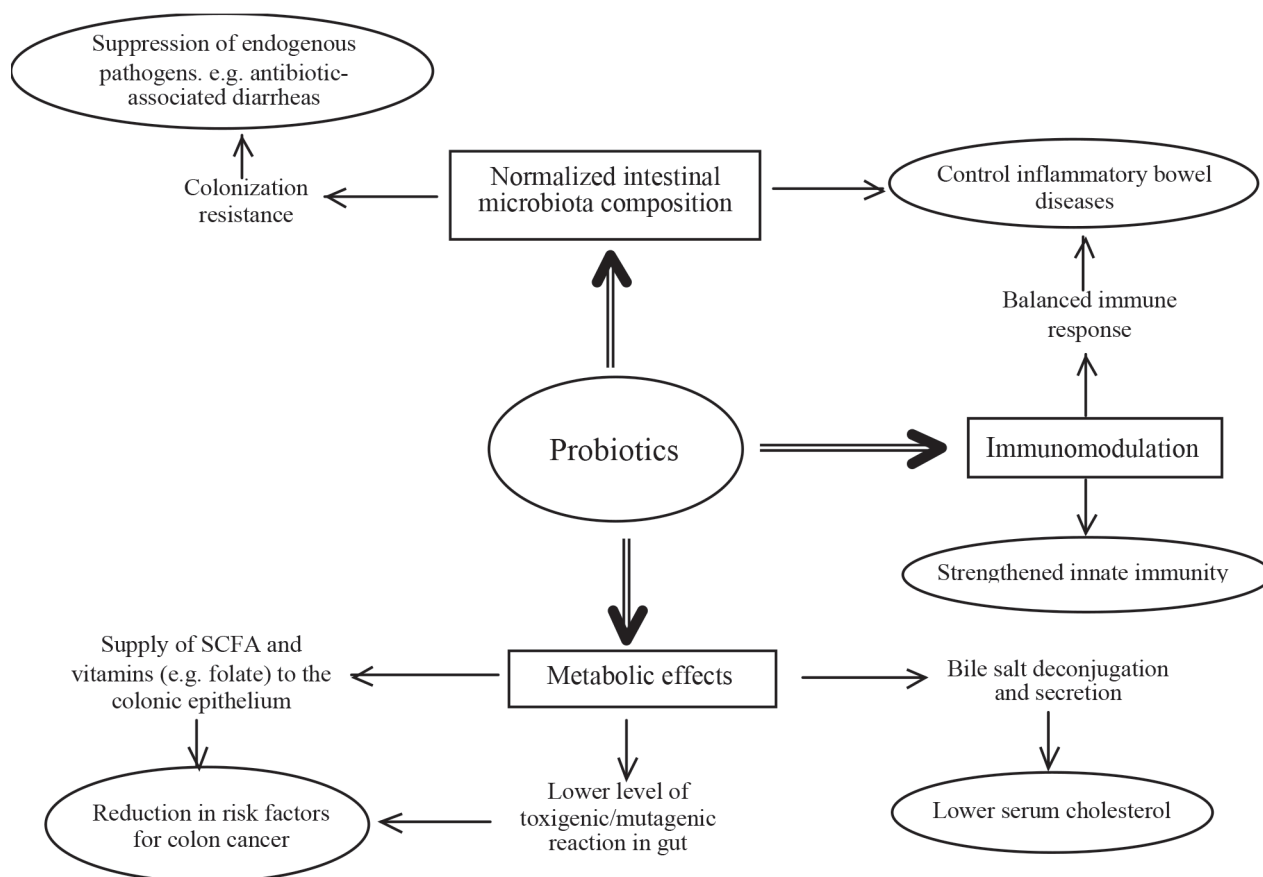 Suppression of endogenous
pathogens. e.g. antibiotic-
associated diarrheas
Colonization
resistance
Normalized intestinal
microbiota composition
Control inflammatory bowel
diseases
Balanced immune
response
Probiotics
Immunomodulation
Strengthened innate immunity
Supply of SCFA and
vitamins (e.g. folate) to the
colonic epithelium
Metabolic effects
Bile salt deconjugation
and secretion
Reduction in risk factors
for colon cancer
Lower level of
toxigenic/mutagenic
reaction in gut
Lower serum cholesterol